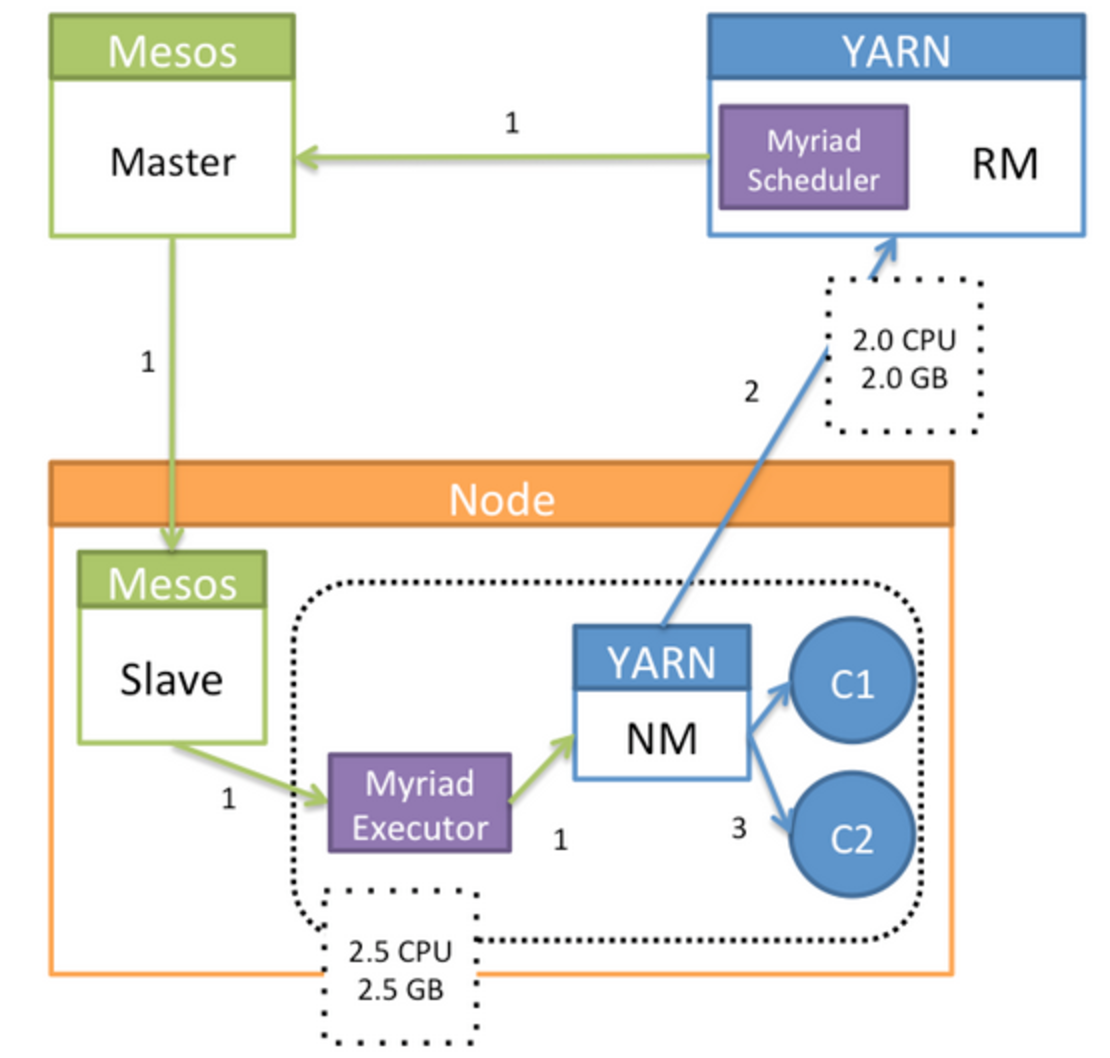 Mesos
Master
1
YARN
Myriad
Scheduler
RM
1
2
2.0 CPU
2.0 GB
Node
Mesos
Slave
1
Myriad
Executor
1
YARN
NM
3
C1
C2
2.5 CPU
2.5 GB